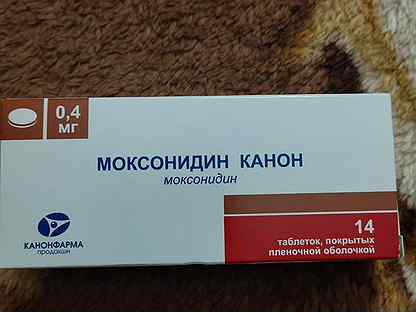 0,4
мг
МОКСОНИДИН КАНОН
моксонидин
КАНОНФАРМА
продакшн
14
таблеток, покрытых
пленочной оболочкой